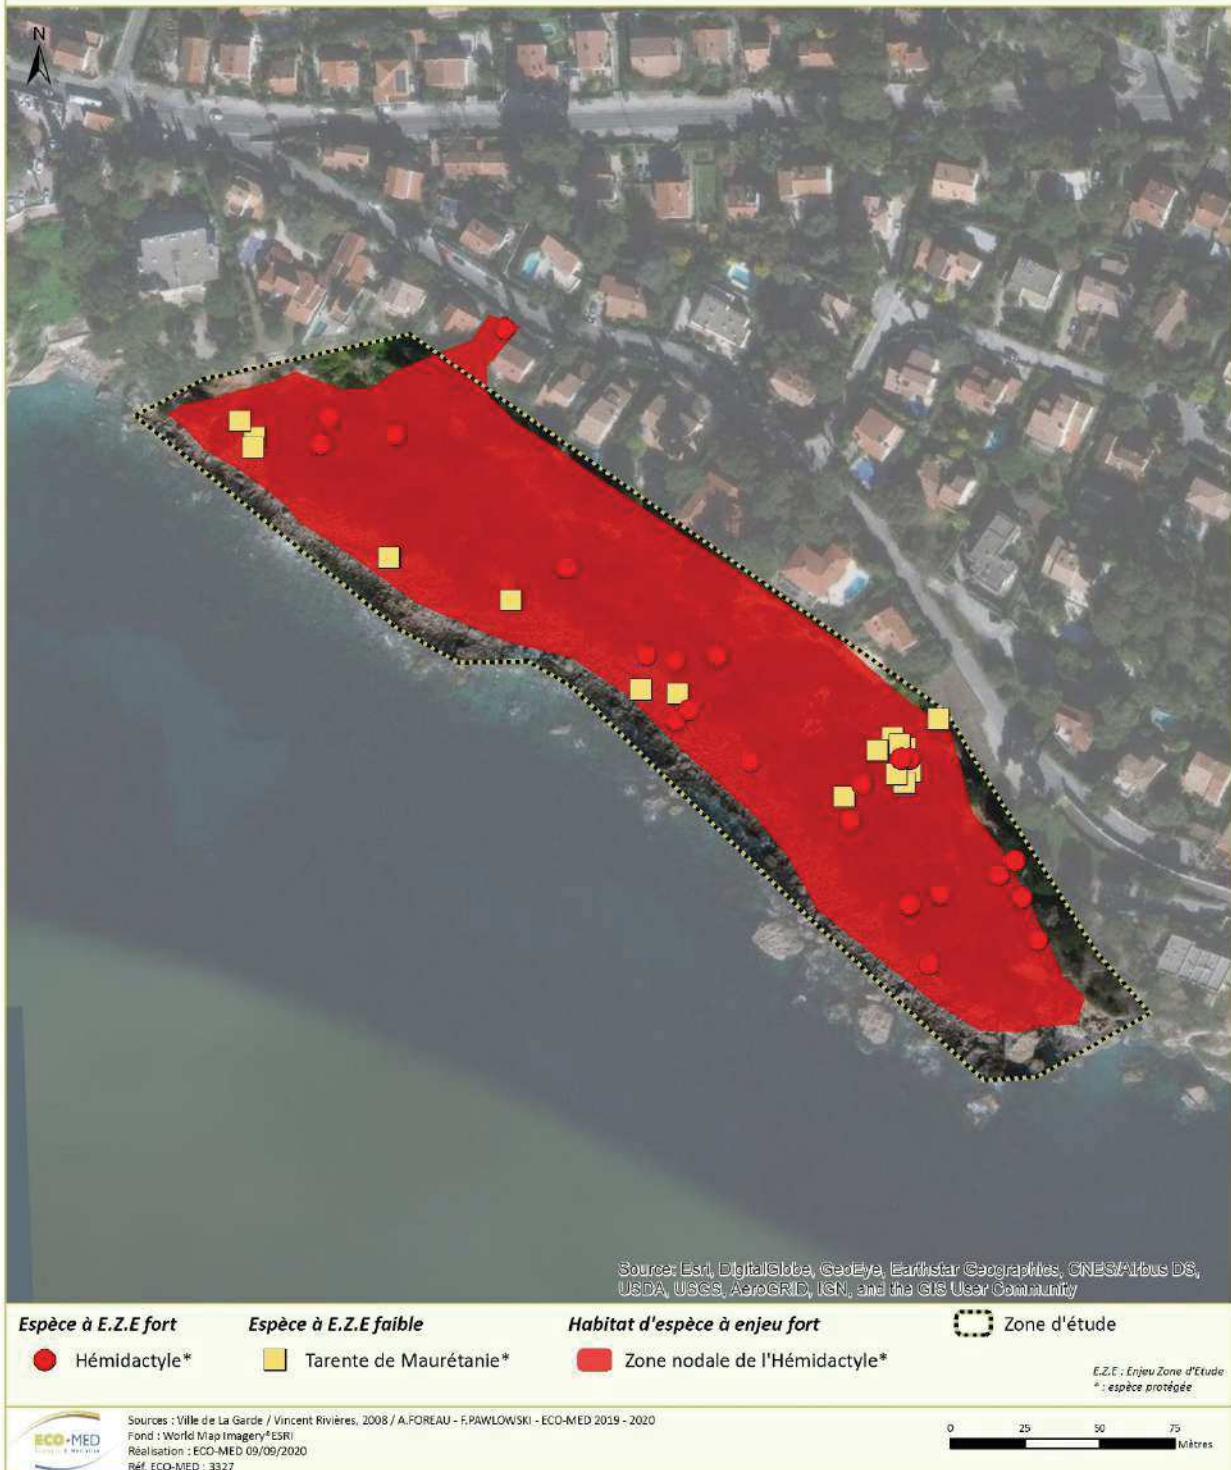 N
Source: Esri, DigitalGlobe, GeoEye, Earthstar Geographics, CNES/Airbus DS,
USDA, USGS, AeroGRID, IGN, and the GIS User Community
Espèce à E.Z.E fort
Espèce à E.Z.E faible
Habitat d'espèce à enjeu fort
Zone d'étude
Hémidactyle*
Tarente de Maurétanie*
Zone nodale de l'Hémidactyle*
E.Z.E : Enjeu Zone d'Etude
* : espèce protégée
ECO-MED
Sources : Ville de La Garde / Vincent Rivières, 2008 / A.FOREAU - F.PAWLOWSKI - ECO-MED 2019 - 2020
Fond : World Map Imagery®ESRI
Réalisation : ECO-MED 09/09/2020
Réf. ECO-MED : 3327
0 25 50 75
Mètres